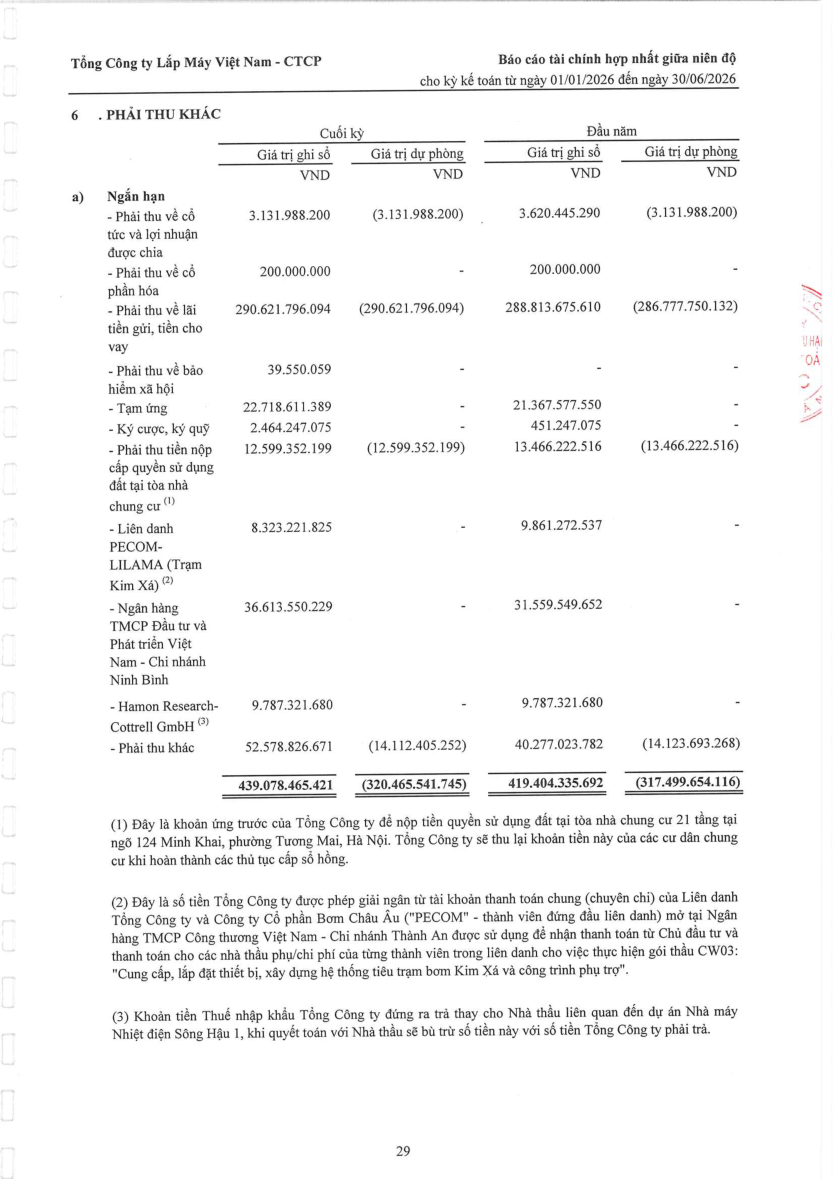 Tổng Công ty Lắp Máy Việt Nam - CTCP
Báo cáo tài chính hợp nhất giữa niên độ
cho kỳ kế toán từ ngày 01/01/2026 đến ngày 30/06/2026
6 . PHẢI THU KHÁC
Cuối kỳ Đầu năm
Giá trị ghi sổ Giá trị dự phòng Giá trị ghi sổ Giá trị dự phòng
VND VND VND VND
a) Ngắn hạn
- Phải thu về cổ 3.131.988.200 (3.131.988.200) 3.620.445.290 (3.131.988.200)
tức và lợi nhuận
được chia
- Phải thu về cổ 200.000.000 - 200.000.000 -
phần hóa
- Phải thu về lãi 290.621.796.094 (290.621.796.094) 288.813.675.610 (286.777.750.132)
tiền gửi, tiền cho
vay
- Phải thu về bảo 39.550.059 - - -
hiểm xã hội
- Tạm ứng 22.718.611.389 - 21.367.577.550 -
- Ký cược, ký quỹ 2.464.247.075 - 451.247.075 -
- Phải thu tiền nộp 12.599.352.199 (12.599.352.199) 13.466.222.516 (13.466.222.516)
cấp quyền sử dụng
đất tại tòa nhà
chung cư (1)
- Liên danh 8.323.221.825 - 9.861.272.537 -
PECOM-
LILAMA (Trạm
Kim Xá) (2)
- Ngân hàng 36.613.550.229 - 31.559.549.652 -
TMCP Đầu tư và
Phát triển Việt
Nam - Chi nhánh
Ninh Bình
- Hamon Research- 9.787.321.680 - 9.787.321.680 -
Cottrell GmbH (3)
- Phải thu khác 52.578.826.671 (14.112.405.252) 40.277.023.782 (14.123.693.268)
439.078.465.421 (320.465.541.745) 419.404.335.692 (317.499.654.116)
(1) Đây là khoản ứng trước của Tổng Công ty để nộp tiền quyền sử dụng đất tại tòa nhà chung cư 21 tầng tại
ngõ 124 Minh Khai, phường Tương Mai, Hà Nội. Tổng Công ty sẽ thu lại khoản tiền này của các cư dân chung
cư khi hoàn thành các thủ tục cấp sổ hồng.
(2) Đây là số tiền Tổng Công ty được phép giải ngân từ tài khoản thanh toán chung (chuyên chi) của Liên danh
Tổng Công ty và Công ty Cổ phần Bơm Châu Âu ("PECOM" - thành viên đứng đầu liên danh) mở tại Ngân
hàng TMCP Công thương Việt Nam - Chi nhánh Thành An được sử dụng để nhận thanh toán từ Chủ đầu tư và
thanh toán cho các nhà thầu phụ/chi phí của từng thành viên trong liên danh cho việc thực hiện gói thầu CW03:
"Cung cấp, lắp đặt thiết bị, xây dựng hệ thống tiêu trạm bơm Kim Xá và công trình phụ trợ".
(3) Khoản tiền Thuế nhập khẩu Tổng Công ty đứng ra trả thay cho Nhà thầu liên quan đến dự án Nhà máy
Nhiệt điện Sông Hậu 1, khi quyết toán với Nhà thầu sẽ bù trừ số tiền này với số tiền Tổng Công ty phải trả.
29